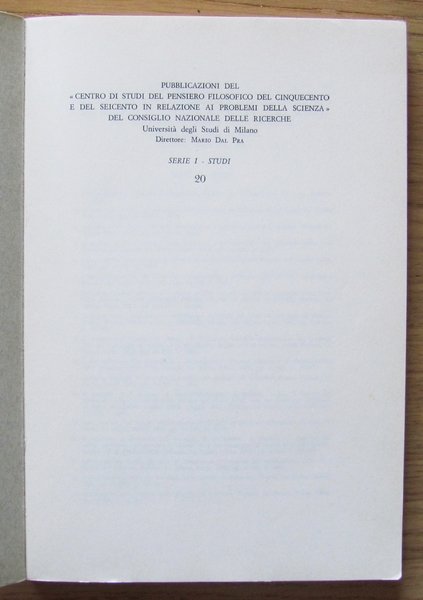 PUBBLICAZIONI DEL
« CENTRO DI STUDI DEL PENSIERO FILOSOFICO DEL CINQUECENTO
E DEL SEICENTO IN RELAZIONE AI PROBLEMI DELLA SCIENZA »
DEL CONSIGLIO NAZIONALE DELLE RICERCHE
Università degli Studi di Milano
Direttore: MARIO DAL PRA
SERIE I - STUDI
20